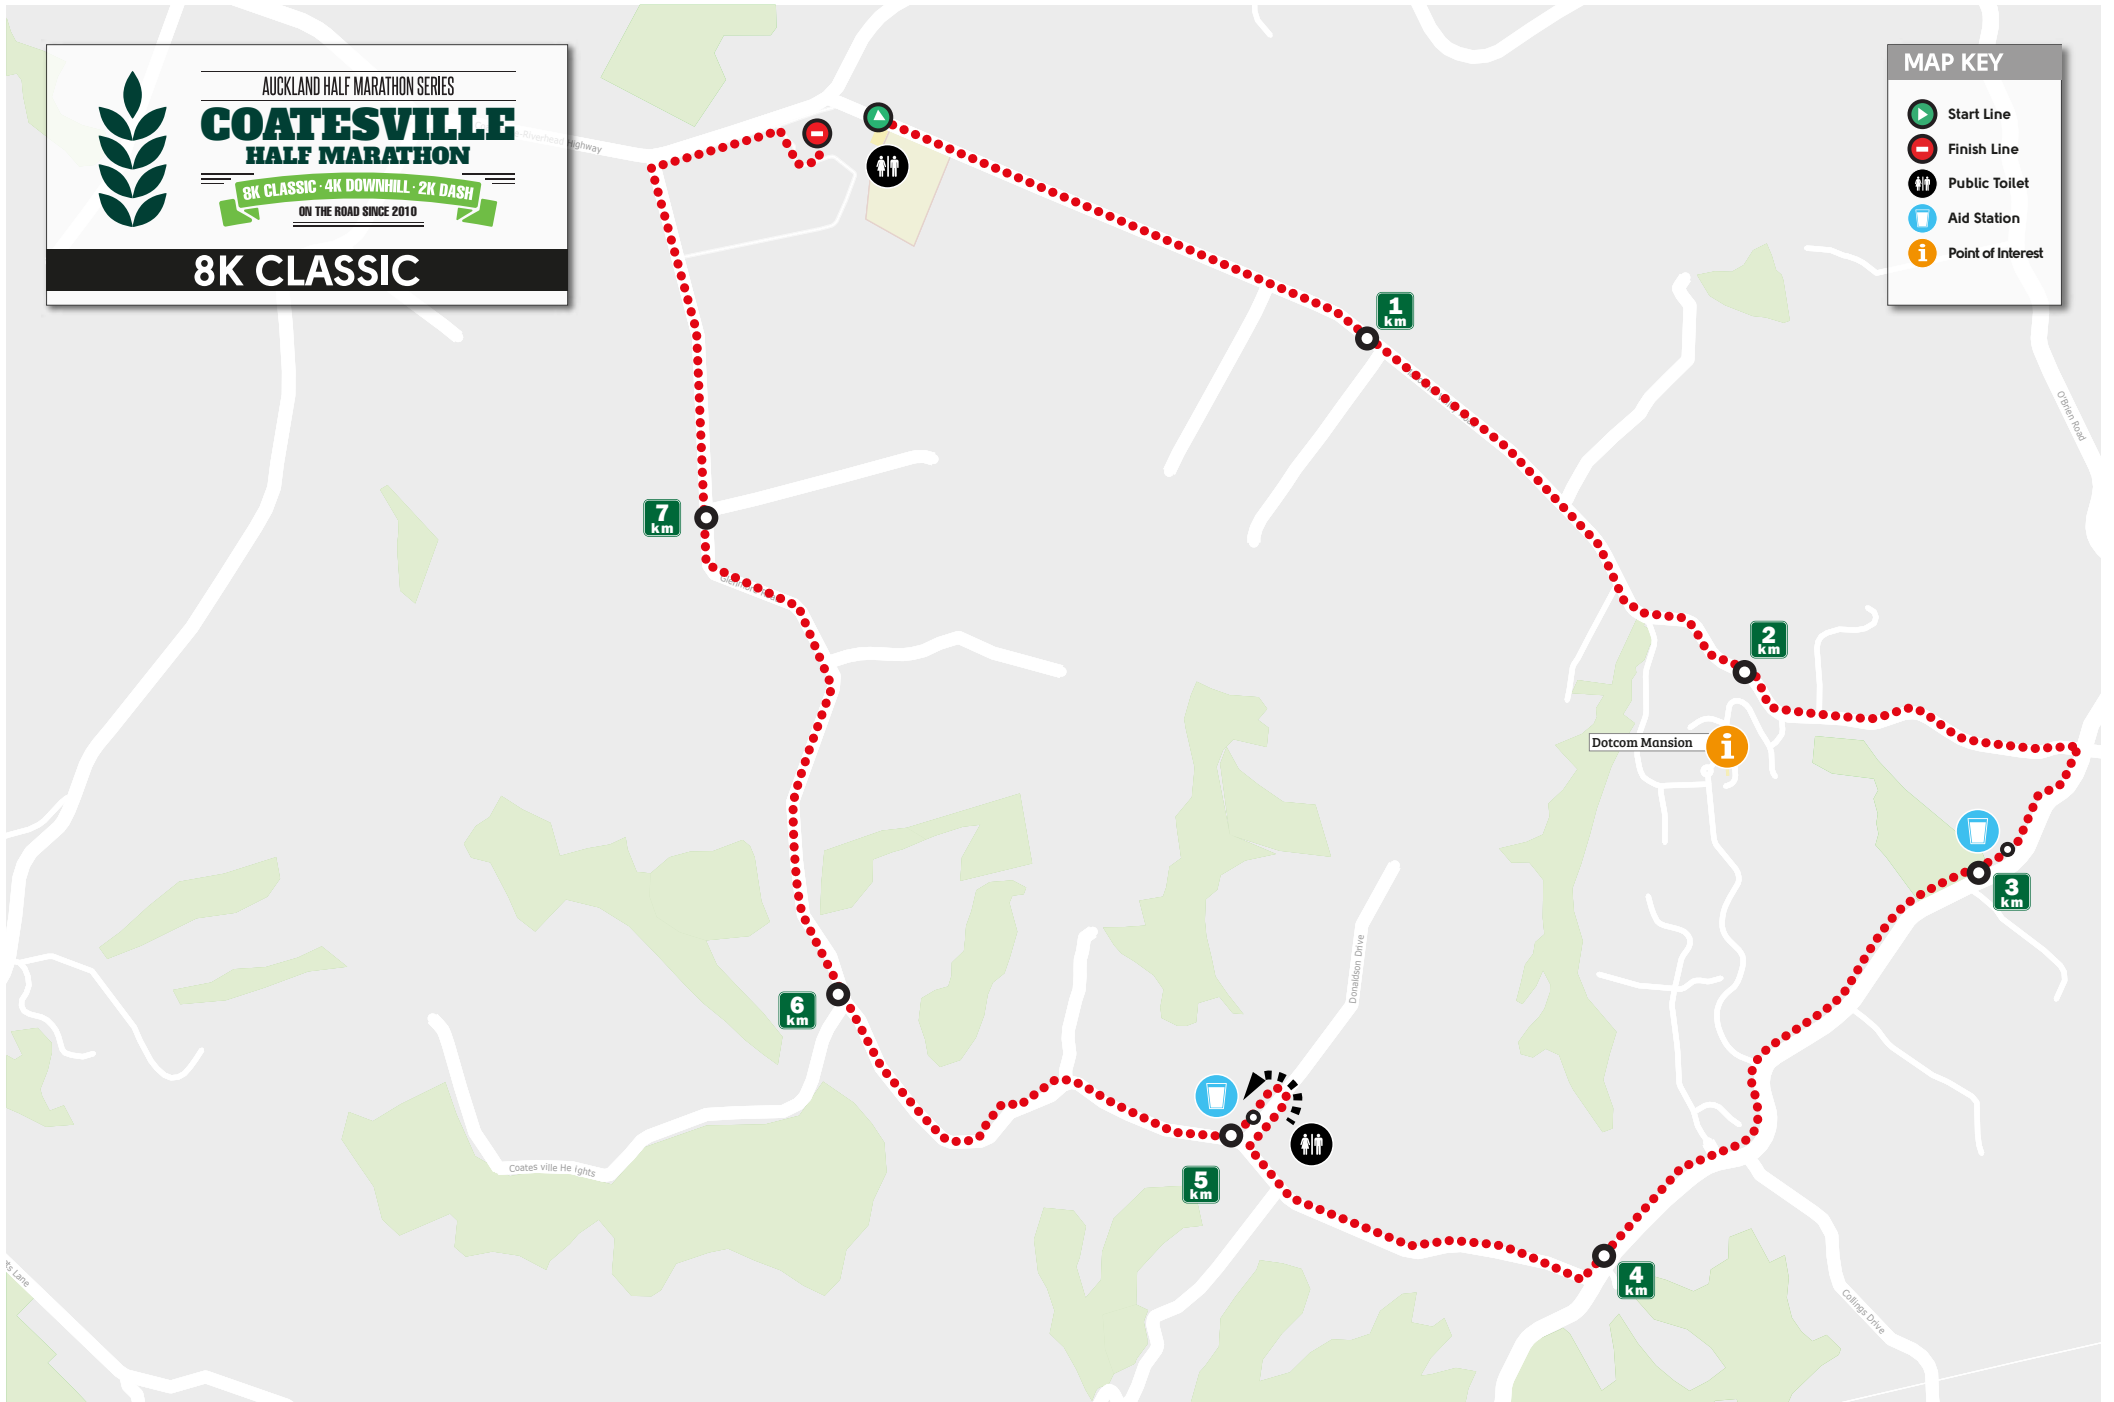 AUCKLAND HALF MARATHON SERIES
COATESVILLE
HALF MARATHON
8K CLASSIC · 4K DOWNHILL · 2K DASH
ON THE ROAD SINCE 2010
8K CLASSIC
MAP KEY
Start Line
Finish Line
Public Toilet
Aid Station
Point of Interest
Riverhead Highway
1
km
O'Brien Road
7
km
2
km
Dotcom Mansion
3
km
Donaldson Drive
6
km
Coates ville He ights
5
km
4
km
Collings Drive
Lane